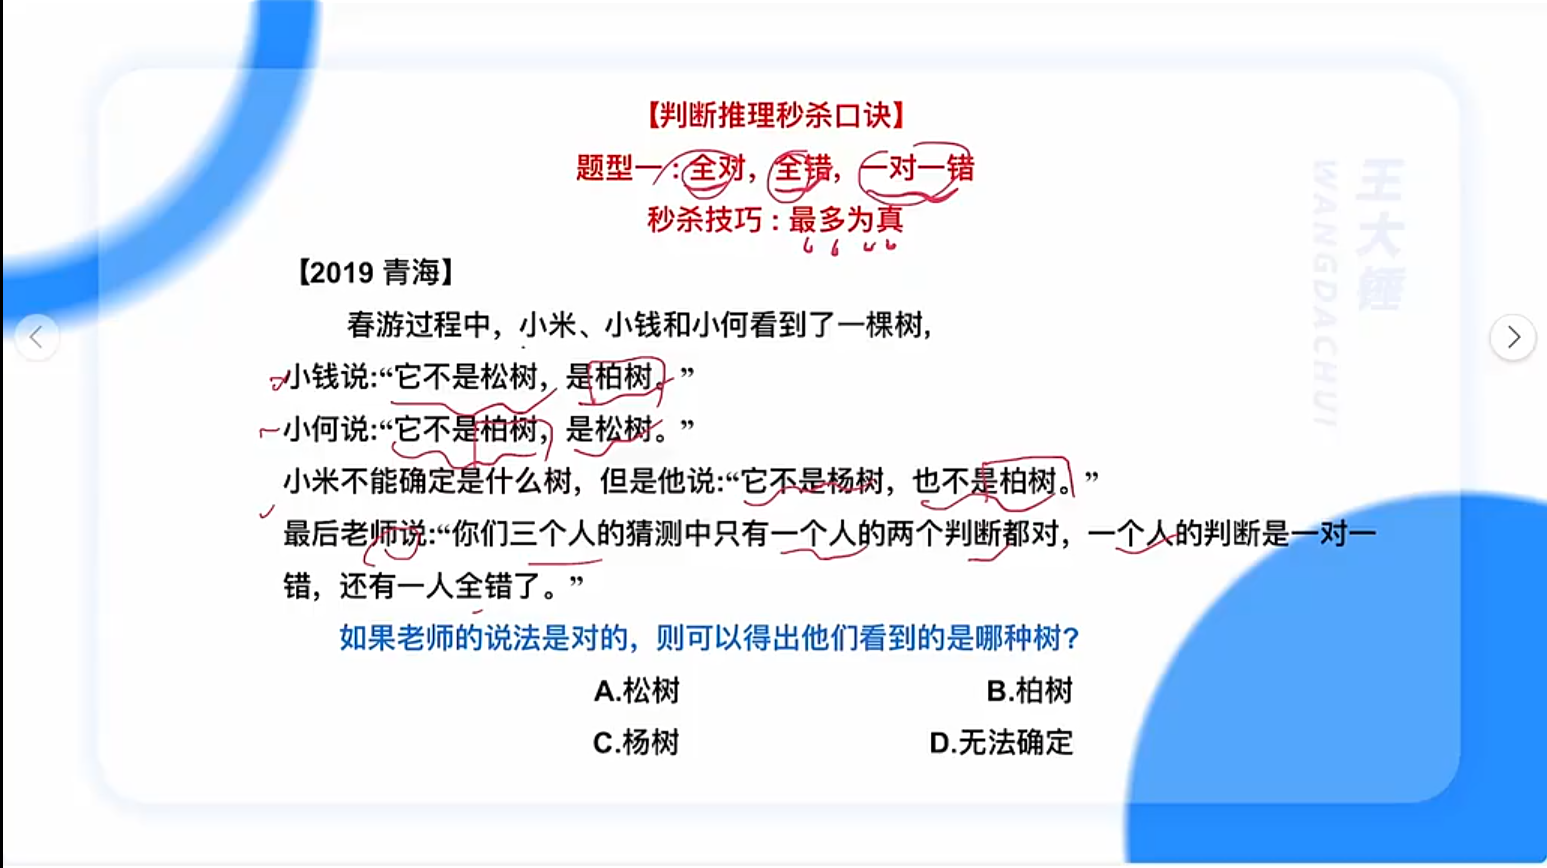 【判断推理秒杀口诀】
题型一:全对，全错，一对一错
秒杀技巧：最多为真
【2019 青海】
春游过程中，小米、小钱和小何看到了一棵树，
小钱说:“它不是松树，是柏树。”
小何说:“它不是柏树，是松树。”
小米不能确定是什么树，但是他说:“它不是杨树，也不是柏树。”
最后老师说:“你们三个人的猜测中只有一个人的两个判断都对，一个人的判断是一对一
错，还有一人全错了。”
如果老师的说法是对的，则可以得出他们看到的是哪种树?
A.松树 B.柏树
C.杨树 D.无法确定
王大锤
WANGDACHUI